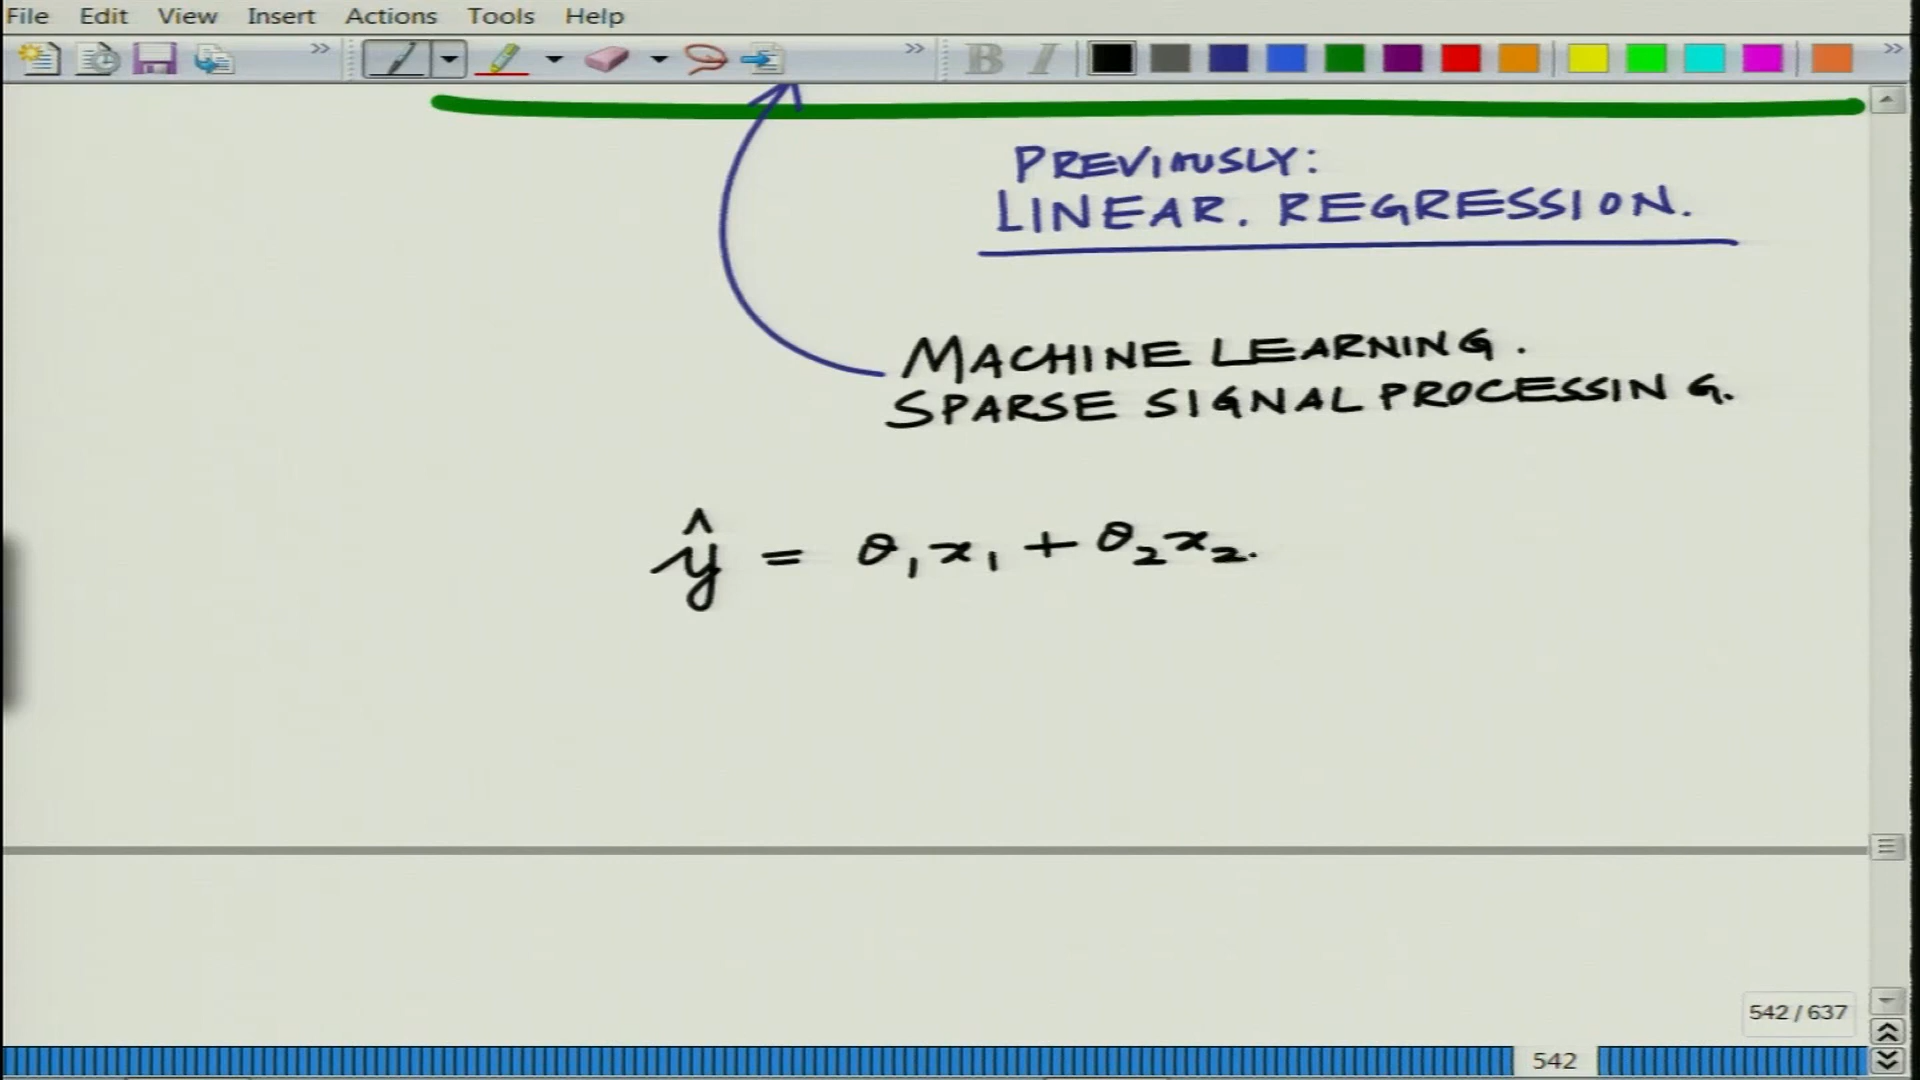 File Edit View Insert Actions Tools Help
B I
PREVIOUSLY:
LINEAR. REGRESSION.
MACHINE LEARNING.
SPARSE SIGNAL PROCESSING.
ŷ = θ₁x₁ + θ₂x₂.
542 / 637
542